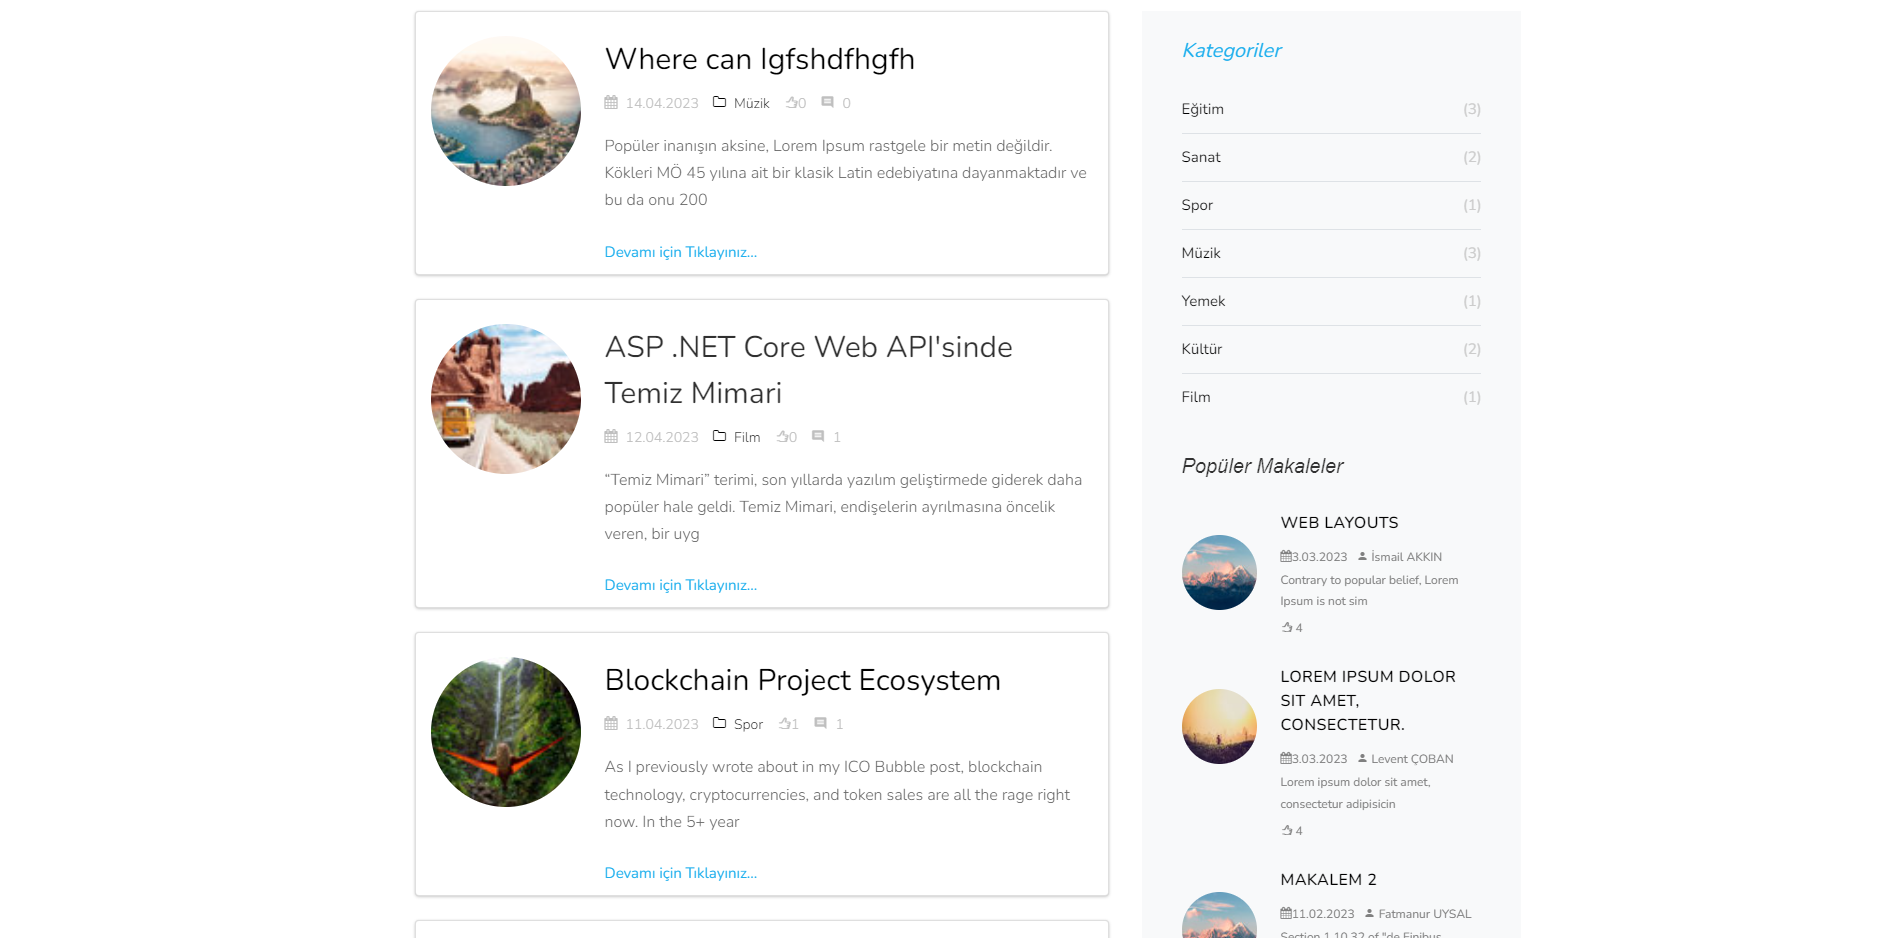 Where can Igfshdfhgfh
14.04.2023 Müzik 0 0
Popüler inanışın aksine, Lorem Ipsum rastgele bir metin değildir.
Kökleri MÖ 45 yılına ait bir klasik Latin edebiyatına dayanmaktadır ve
bu da onu 200
Devamı için Tıklayınız...
ASP .NET Core Web API'sinde
Temiz Mimari
12.04.2023 Film 0 1
“Temiz Mimari” terimi, son yıllarda yazılım geliştirmede giderek daha
popüler hale geldi. Temiz Mimari, endişelerin ayrılmasına öncelik
veren, bir uyg
Devamı için Tıklayınız...
Blockchain Project Ecosystem
11.04.2023 Spor 1 1
As I previously wrote about in my ICO Bubble post, blockchain
technology, cryptocurrencies, and token sales are all the rage right
now. In the 5+ year
Devamı için Tıklayınız...
Kategoriler
Eğitim (3)
Sanat (2)
Spor (1)
Müzik (3)
Yemek (1)
Kültür (2)
Film (1)
Popüler Makaleler
WEB LAYOUTS
3.03.2023 İsmail AKKIN
Contrary to popular belief, Lorem
Ipsum is not sim
4
LOREM IPSUM DOLOR
SIT AMET,
CONSECTETUR.
3.03.2023 Levent ÇOBAN
Lorem ipsum dolor sit amet,
consectetur adipisicin
4
MAKALEM 2
11.02.2023 Fatmanur UYSAL
Section 1.10.32 of "de Finibus